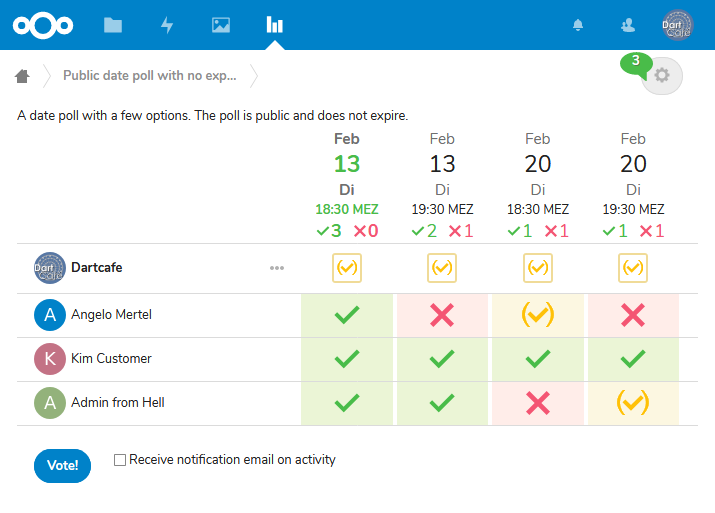 Dart
Cafe
Public date poll with no exp...
3
A date poll with a few options. The poll is public and does not expire.
Feb Feb Feb Feb
13 13 20 20
Di Di Di Di
18:30 MEZ 19:30 MEZ 18:30 MEZ 19:30 MEZ
3 0 2 1 1 1 1 1
Dart
Cafe
Dartcafe ...
A Angelo Mertel
K Kim Customer
A Admin from Hell
Vote! Receive notification email on activity